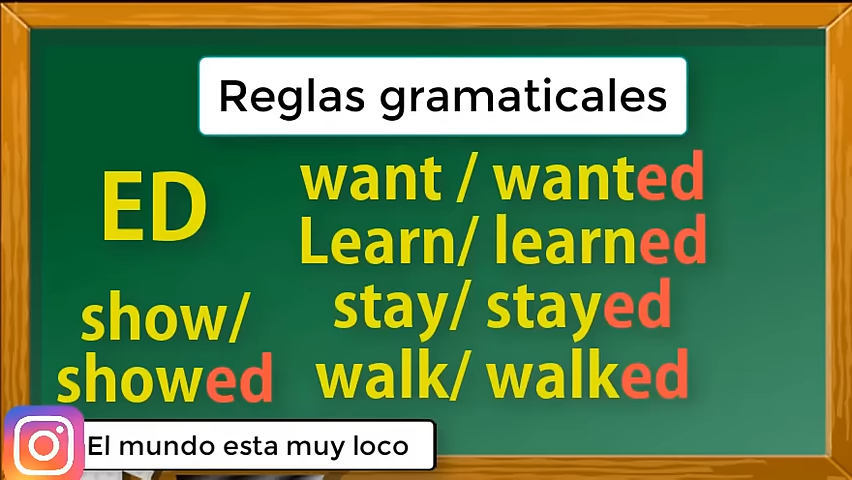 Reglas gramaticales
ED
want / wanted
Learn/ learned
stay/ stayed
walk/ walked
show/
showed
El mundo esta muy loco